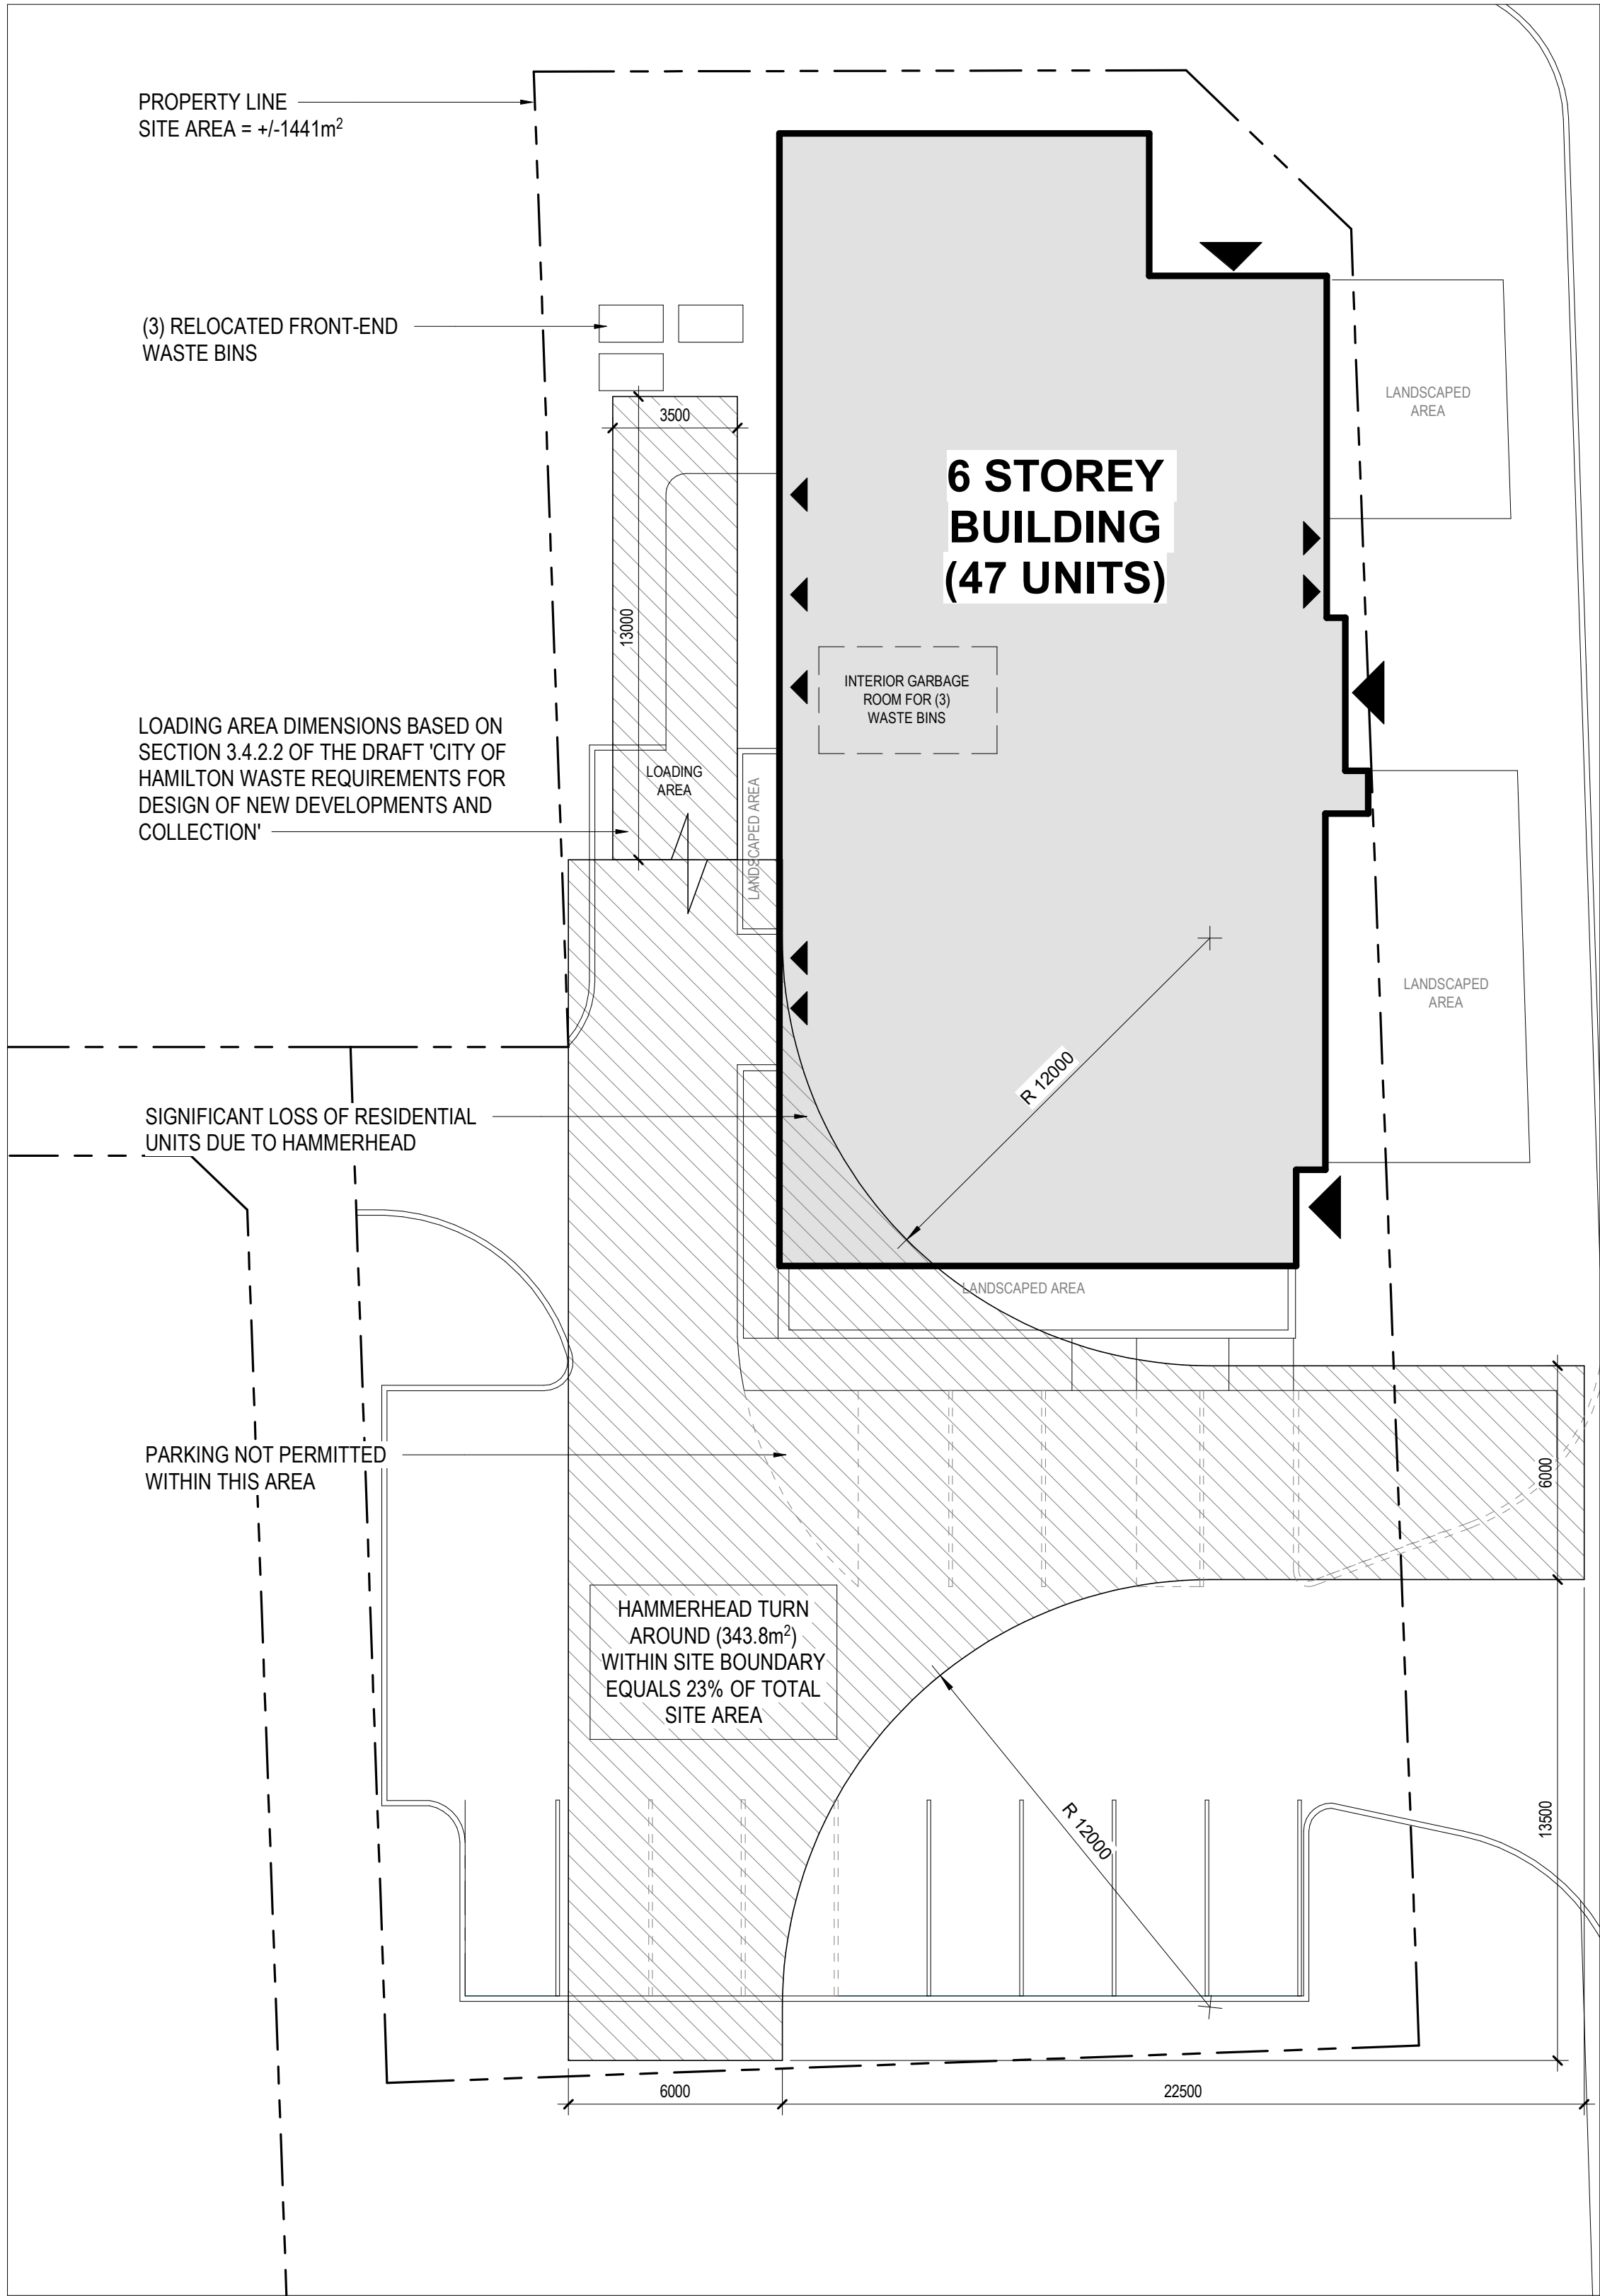 PROPERTY LINE
SITE AREA = +/-1441m²
(3) RELOCATED FRONT-END
WASTE BINS
3500
LANDSCAPED
AREA
6 STOREY
BUILDING
(47 UNITS)
13000
INTERIOR GARBAGE
ROOM FOR (3)
WASTE BINS
LOADING AREA DIMENSIONS BASED ON
SECTION 3.4.2.2 OF THE DRAFT 'CITY OF
HAMILTON WASTE REQUIREMENTS FOR
DESIGN OF NEW DEVELOPMENTS AND
COLLECTION'
LOADING
AREA
LANDSCAPED AREA
LANDSCAPED
AREA
R 12000
SIGNIFICANT LOSS OF RESIDENTIAL
UNITS DUE TO HAMMERHEAD
LANDSCAPED AREA
PARKING NOT PERMITTED
WITHIN THIS AREA
6000
HAMMERHEAD TURN
AROUND (343.8m²)
WITHIN SITE BOUNDARY
EQUALS 23% OF TOTAL
SITE AREA
R 12000
13500
6000
22500